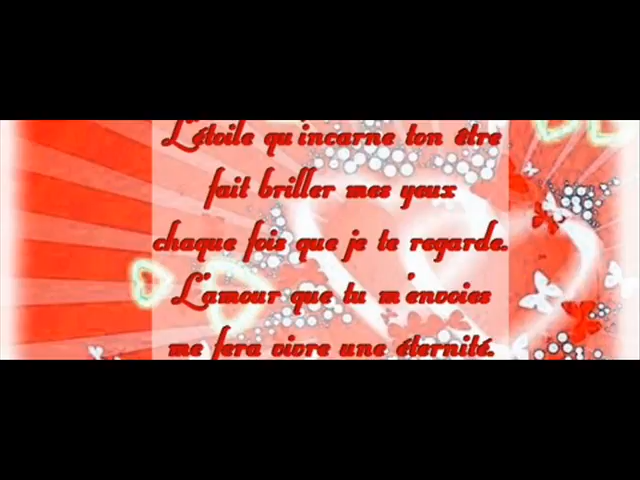 L'étoile qu'incarne ton être
fait briller mes yeux
chaque fois que je te regarde.
L'amour que tu m'envoies
me fera vivre une éternité.